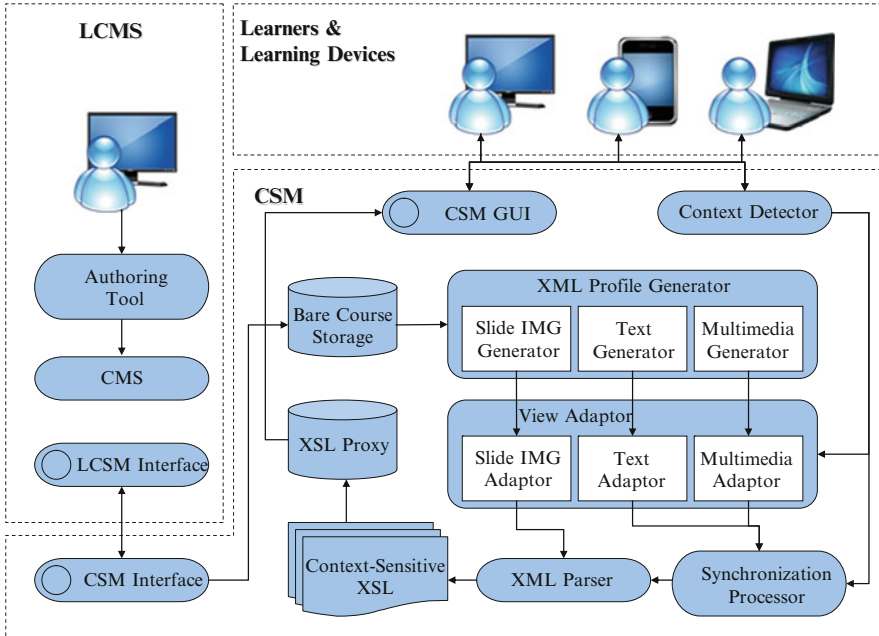 LCMS
Learners &
Learning Devices
CSM
CSM GUI
Context Detector
Authoring
Tool
CMS
LCSM Interface
CSM Interface
Bare Course
Storage
XML Profile Generator
Slide IMG
Generator
Text
Generator
Multimedia
Generator
View Adaptor
Slide IMG
Adaptor
Text
Adaptor
Multimedia
Adaptor
XSL Proxy
Context-Sensitive
XSL
XML Parser
Synchronization
Processor